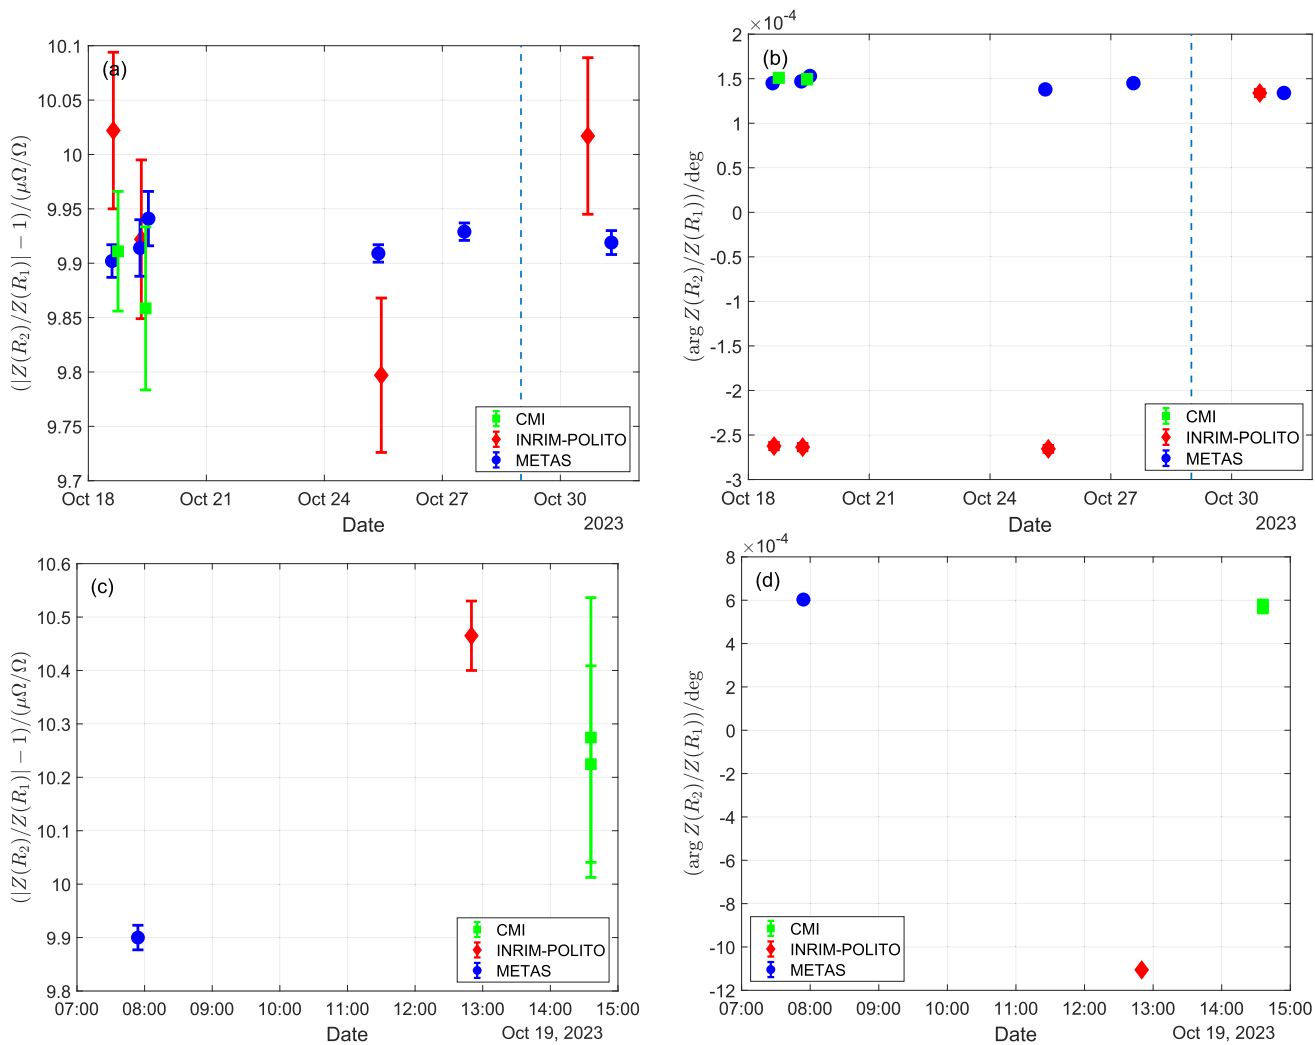 (a)
10.1
10.05
10
9.95
9.9
9.85
9.8
9.75
9.7
(|Z(R₂)/Z(R₁)| − 1)/(μΩ/Ω)
CMI
INRIM-POLITO
METAS
Oct 18
Oct 21
Oct 24
Oct 27
Oct 30
Date
2023
×10⁻⁴
(b)
2
1.5
1
0.5
0
-0.5
-1
-1.5
-2
-2.5
-3
(arg Z(R₂)/Z(R₁))/deg
CMI
INRIM-POLITO
METAS
Oct 18
Oct 21
Oct 24
Oct 27
Oct 30
Date
2023
(c)
10.6
10.5
10.4
10.3
10.2
10.1
10
9.9
9.8
(|Z(R₂)/Z(R₁)| − 1)/(μΩ/Ω)
CMI
INRIM-POLITO
METAS
07:00
08:00
09:00
10:00
11:00
12:00
13:00
14:00
15:00
Date
Oct 19, 2023
×10⁻⁴
(d)
8
6
4
2
0
-2
-4
-6
-8
-10
-12
(arg Z(R₂)/Z(R₁))/deg
CMI
INRIM-POLITO
METAS
07:00
08:00
09:00
10:00
11:00
12:00
13:00
14:00
15:00
Date
Oct 19, 2023